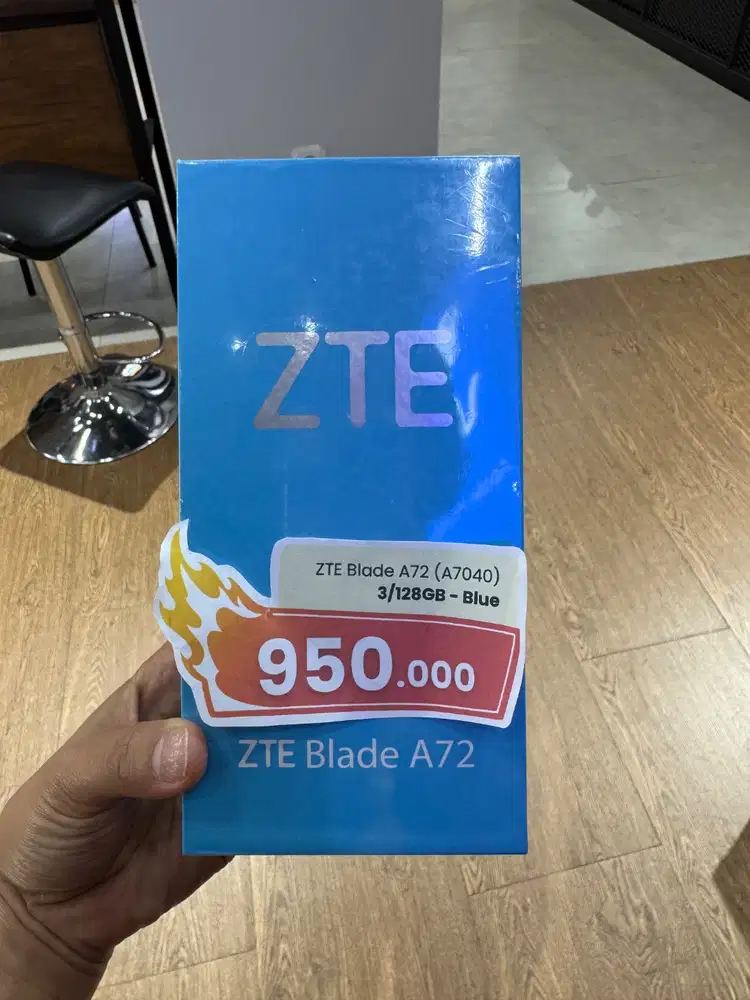 ZTE
ZTE Blade A72 (A7040)
3/128GB - Blue
950.000
ZTE Blade A72